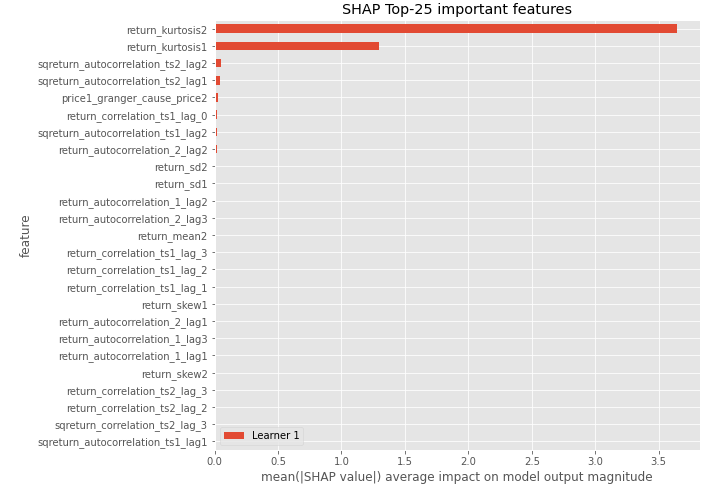 SHAP Top-25 important features
return_kurtosis2
return_kurtosis1
sqreturn_autocorrelation_ts2_lag2
sqreturn_autocorrelation_ts2_lag1
price1_granger_cause_price2
return_correlation_ts1_lag_0
sqreturn_autocorrelation_ts1_lag2
return_autocorrelation_2_lag2
return_sd2
return_sd1
return_autocorrelation_1_lag2
return_autocorrelation_2_lag3
return_mean2
return_correlation_ts1_lag_3
return_correlation_ts1_lag_2
return_correlation_ts1_lag_1
return_skew1
return_autocorrelation_2_lag1
return_autocorrelation_1_lag3
return_autocorrelation_1_lag1
return_skew2
return_correlation_ts2_lag_3
return_correlation_ts2_lag_2
sqreturn_correlation_ts2_lag_3
sqreturn_autocorrelation_ts1_lag1
feature
Learner 1
0.0 0.5 1.0 1.5 2.0 2.5 3.0 3.5
mean(|SHAP value|) average impact on model output magnitude